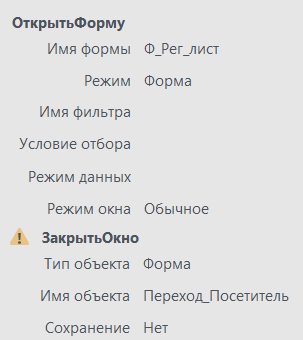 ОткрытьФорму
Имя формы Ф_Рег_лист
Режим Форма
Имя фильтра
Условие отбора
Режим данных
Режим окна Обычное
ЗакрытьОкно
Тип объекта Форма
Имя объекта Переход_Посетитель
Сохранение Нет